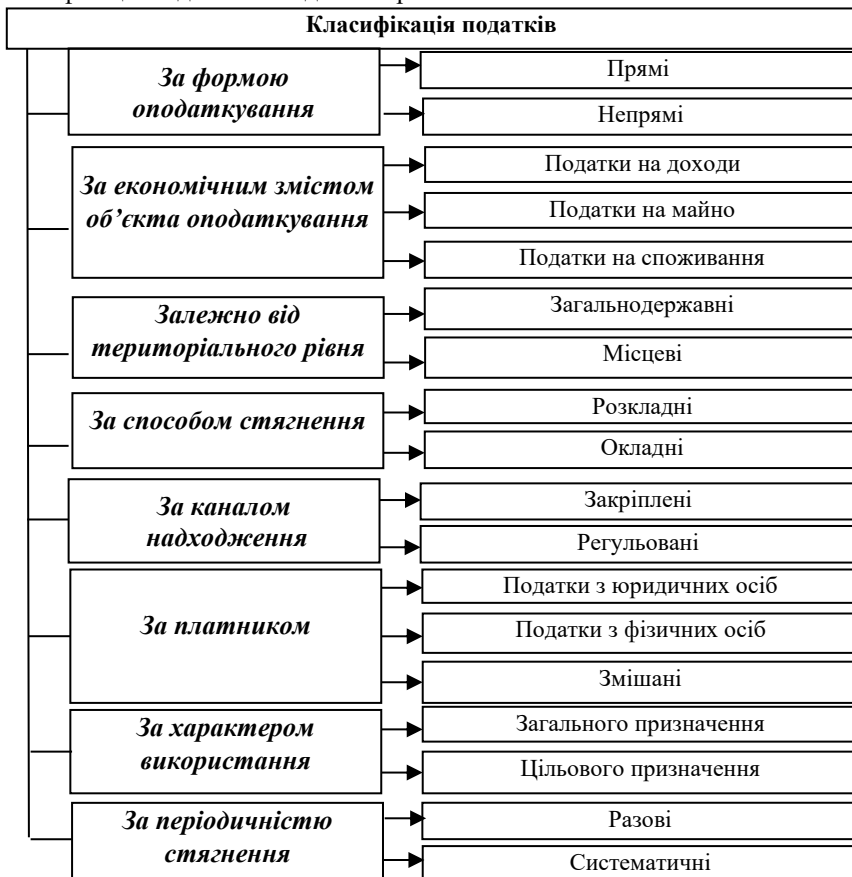 Класифікація податків
За формою
оподаткування
Прямі
Непрямі
За економічним змістом
об’єкта оподаткування
Податки на доходи
Податки на майно
Податки на споживання
Залежно від
територіального рівня
Загальнодержавні
Місцеві
За способом стягнення
Розкладні
Окладні
За каналом
надходження
Закріплені
Регульовані
За платником
Податки з юридичних осіб
Податки з фізичних осіб
Змішані
За характером
використання
Загального призначення
Цільового призначення
За періодичністю
стягнення
Разові
Систематичні